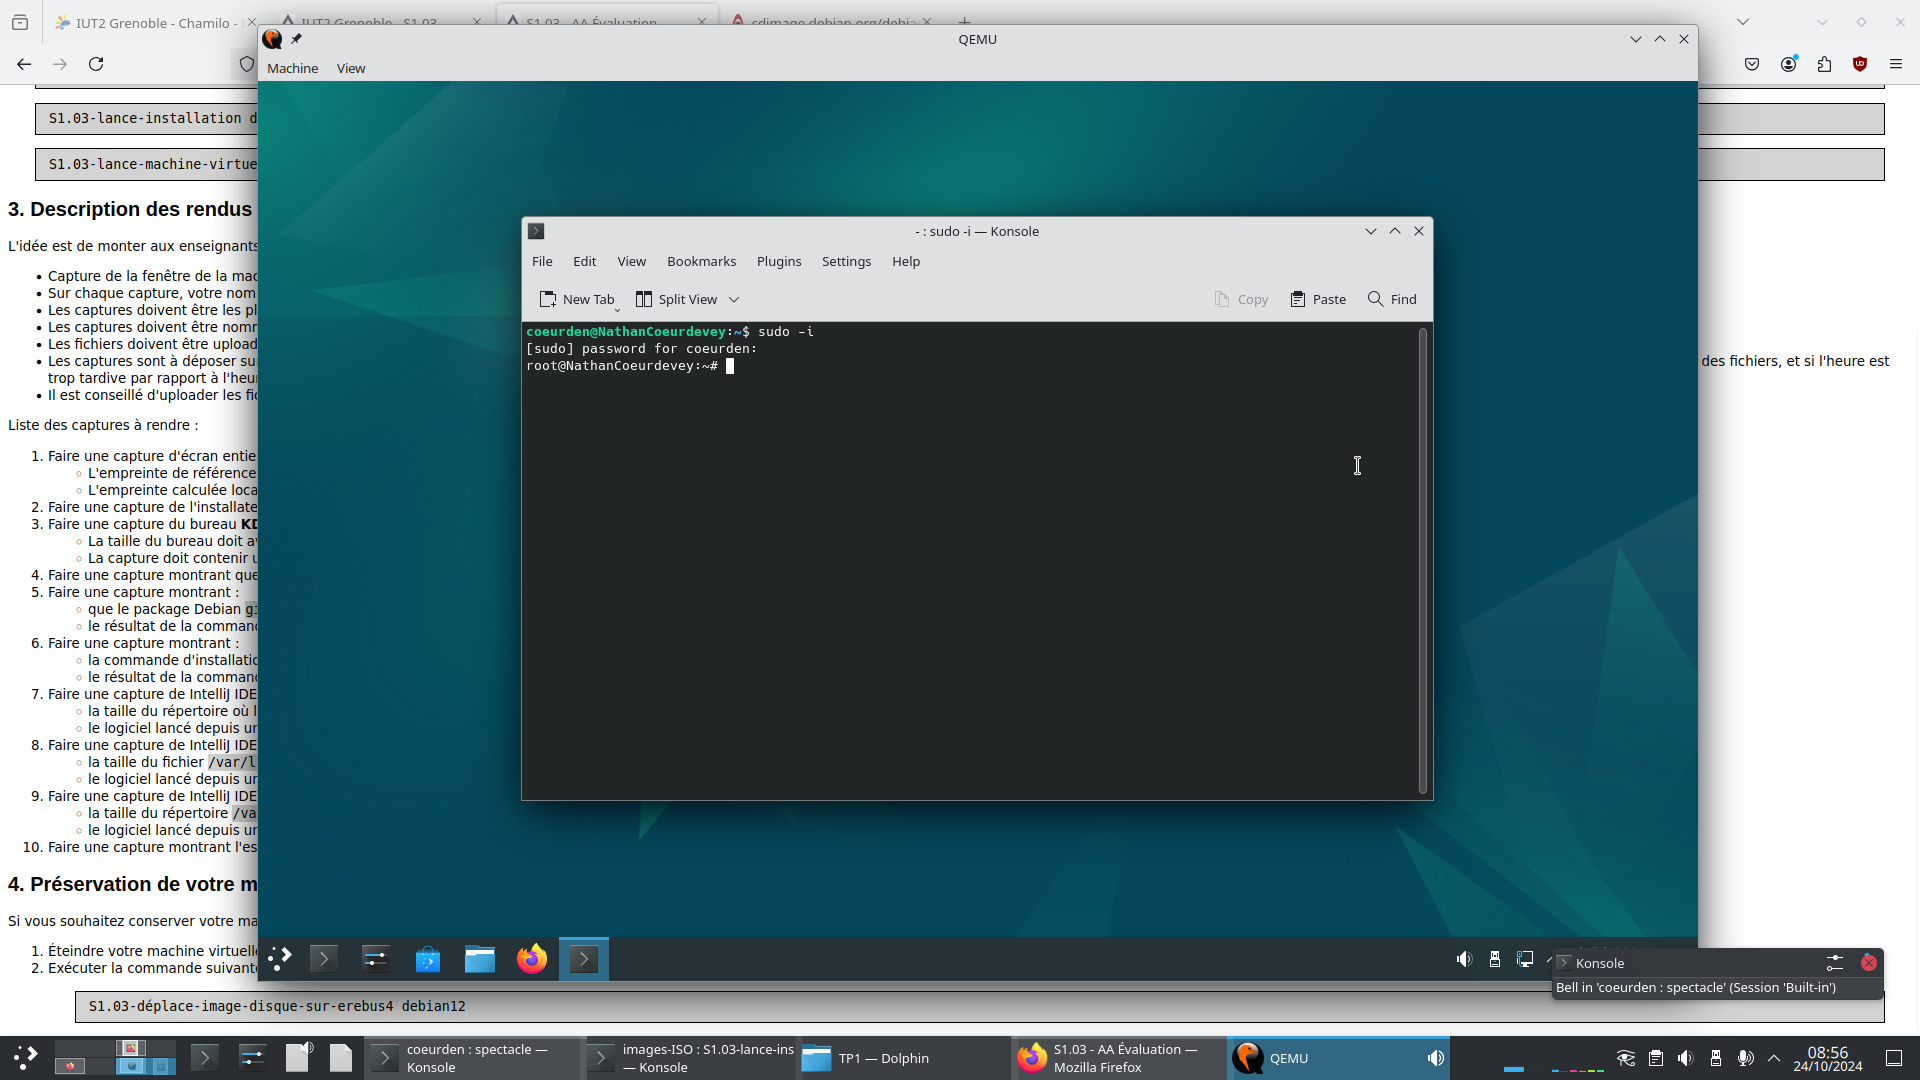 IUT2 Grenoble - Chamilo -
IUT2 Grenoble - S1.03
S1.03 - AA Évaluation
cdimage.debian.org/debia
QEMU
Machine View
S1.03-lance-installation d
S1.03-lance-machine-virtue
3. Description des rendus
L'idée est de monter aux enseignants
Capture de la fenêtre de la mac
Sur chaque capture, votre nom
Les captures doivent être les pl
Les captures doivent être nomr
Les fichiers doivent être upload
Les captures sont à déposer su
des fichiers, et si l'heure est
trop tardive par rapport à l'heur
Il est conseillé d'uploader les fic
Liste des captures à rendre :
1. Faire une capture d'écran entie
L'empreinte de référence
L'empreinte calculée loca
2. Faire une capture de l'installate
3. Faire une capture du bureau KD
La taille du bureau doit av
La capture doit contenir u
4. Faire une capture montrant que
5. Faire une capture montrant :
que le package Debian gi
le résultat de la command
6. Faire une capture montrant :
la commande d'installatio
le résultat de la command
7. Faire une capture de IntelliJ IDE
la taille du répertoire où l
le logiciel lancé depuis un
8. Faire une capture de IntelliJ IDE
la taille du fichier /var/l
le logiciel lancé depuis un
9. Faire une capture de IntelliJ IDE
la taille du répertoire /va
le logiciel lancé depuis un
10. Faire une capture montrant l'es
4. Préservation de votre m
Si vous souhaitez conserver votre ma
1. Éteindre votre machine virtuelle
2. Exécuter la commande suivante
S1.03-déplace-image-disque-sur-erebus4 debian12
- : sudo -i — Konsole
File Edit View Bookmarks Plugins Settings Help
New Tab Split View Copy Paste Find
coeurden@NathanCoeurdevey:~$ sudo -i
[sudo] password for coeurden:
root@NathanCoeurdevey:~#
Konsole
Bell in 'coeurden : spectacle' (Session 'Built-in')
coeurden : spectacle —
Konsole
images-ISO : S1.03-lance-ins
— Konsole
TP1 — Dolphin
S1.03 - AA Évaluation —
Mozilla Firefox
QEMU
08:56
24/10/2024